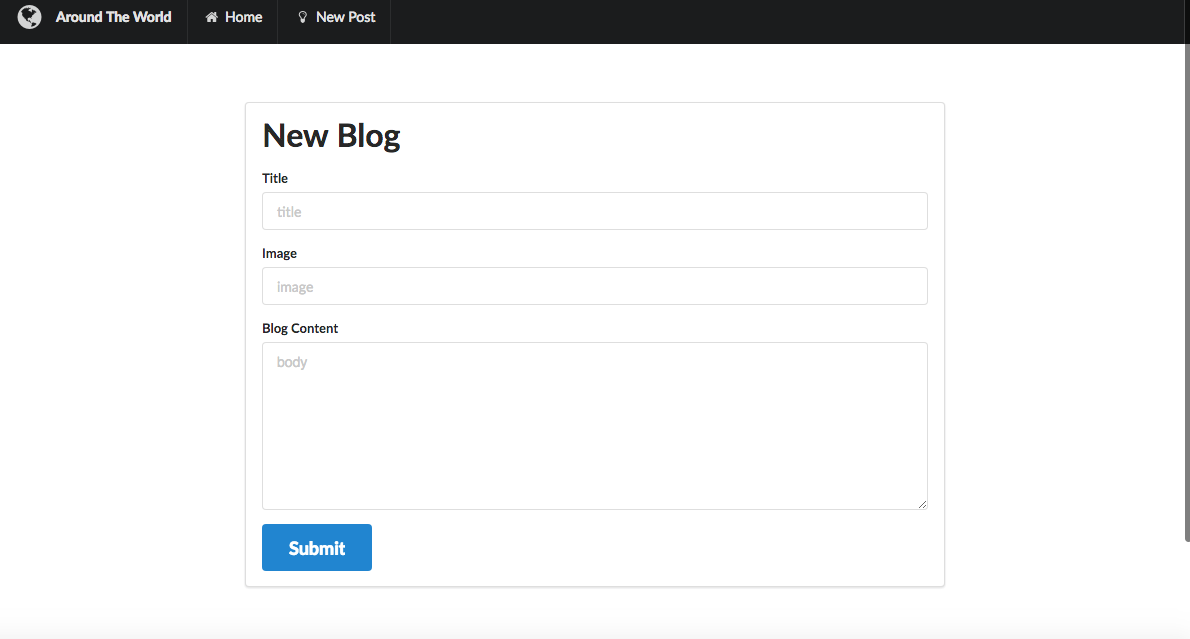 Around The World Home New Post
New Blog
Title
title
Image
image
Blog Content
body
Submit